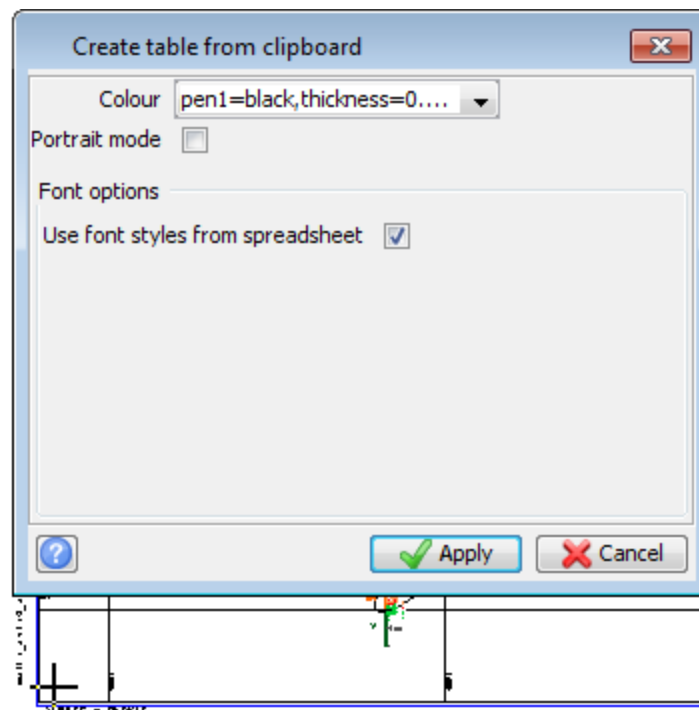 Create table from clipboard
Colour pen1=black,thickness=0....
Portrait mode
Font options
Use font styles from spreadsheet
Apply Cancel